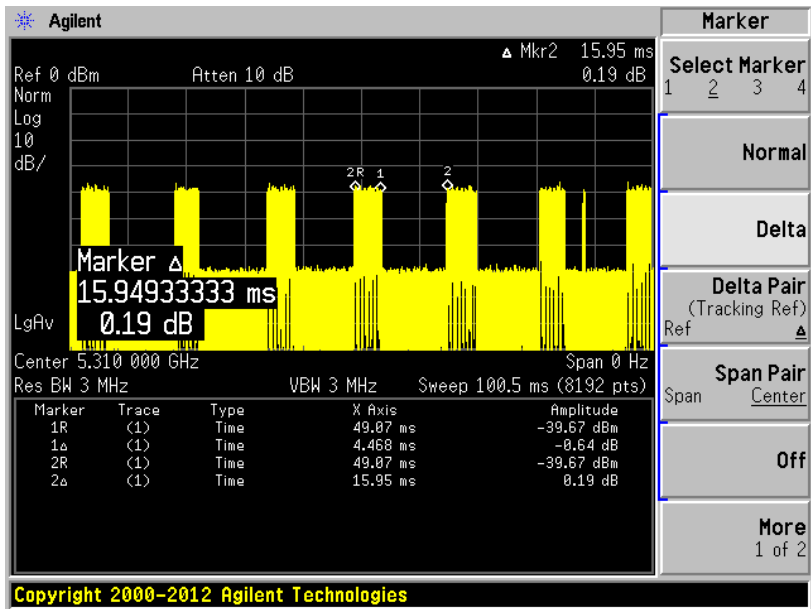 Agilent
Marker
Δ Mkr2 15.95 ms
Ref 0 dBm Atten 10 dB 0.19 dB
Norm
Log
10
dB/
2R 1 2
Marker Δ
15.94933333 ms
0.19 dB
LgAv
Center 5.310 000 GHz Span 0 Hz
Res BW 3 MHz VBW 3 MHz Sweep 100.5 ms (8192 pts)
Marker Trace Type X Axis Amplitude
1R (1) Time 49.07 ms -39.67 dBm
1Δ (1) Time 4.468 ms -0.64 dB
2R (1) Time 49.07 ms -39.67 dBm
2Δ (1) Time 15.95 ms 0.19 dB
Select Marker
1 2 3 4
Normal
Delta
Delta Pair
(Tracking Ref)
Ref Δ
Span Pair
Span Center
Off
More
1 of 2
Copyright 2000-2012 Agilent Technologies